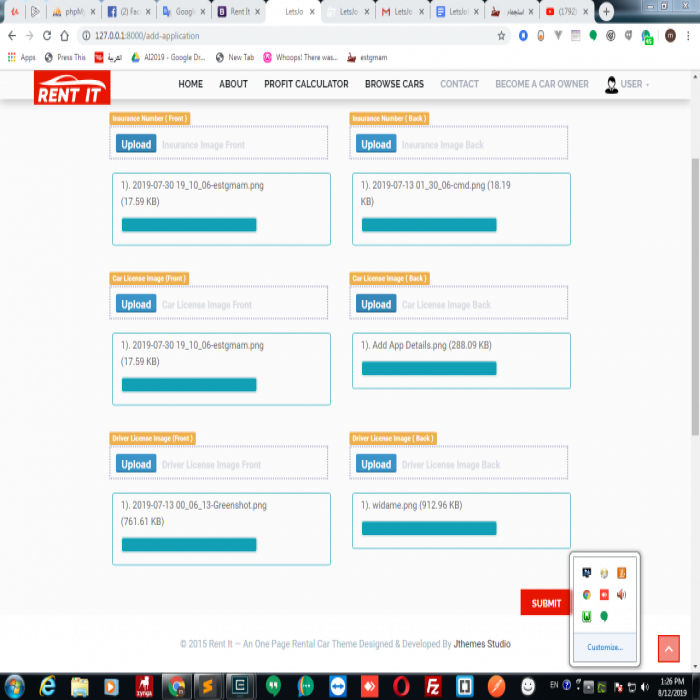 phpMy
(2) Fac
Googl
Rent It
LetsJo
LetsJo
LetsJo
LetsJo
استجمام
(1792)
127.0.0.1:8000/add-application
Apps
Press This
العربية
AI2019 - Google Dr...
New Tab
Whoops! There was...
estgmam
RENT IT
HOME ABOUT PROFIT CALCULATOR BROWSE CARS CONTACT BECOME A CAR OWNER USER
Insurance Number ( Front )
Insurance Number ( Back )
Upload Insurance Image Front
Upload Insurance Image Back
1). 2019-07-30 19_10_06-estgmam.png
(17.59 KB)
1). 2019-07-13 01_30_06-cmd.png (18.19
KB)
Car License Image (Front )
Car License Image ( Back )
Upload Car License Image Front
Upload Car License Image Back
1). 2019-07-30 19_10_06-estgmam.png
(17.59 KB)
1). Add App Details.png (288.09 KB)
Driver License Image (Front )
Driver License Image ( Back )
Upload Driver License Image Front
Upload Driver License Image Back
1). 2019-07-13 00_06_13-Greenshot.png
(761.61 KB)
1). widame.png (912.96 KB)
SUBMIT
Customize...
© 2015 Rent It — An One Page Rental Car Theme Designed & Developed By Jthemes Studio
zynga
EN
1:26 PM
8/12/2019